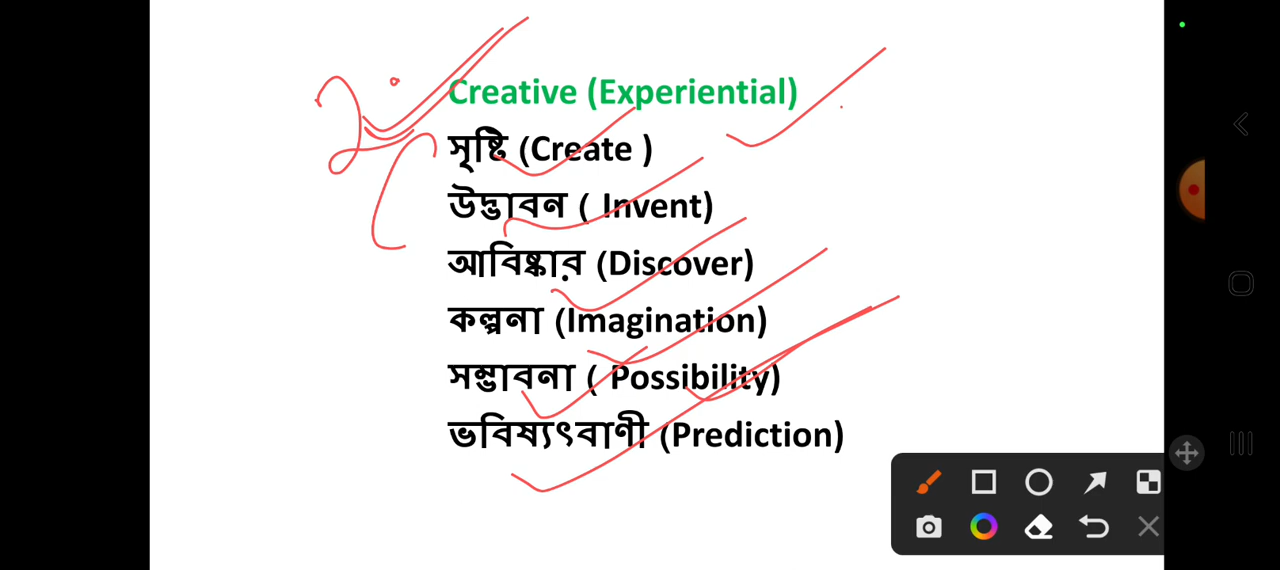 Creative (Experiential)
সৃষ্টি (Create )
উদ্ভাবন ( Invent)
আবিষ্কার (Discover)
কল্পনা (Imagination)
সম্ভাবনা ( Possibility)
ভবিষ্যৎবাণী (Prediction)